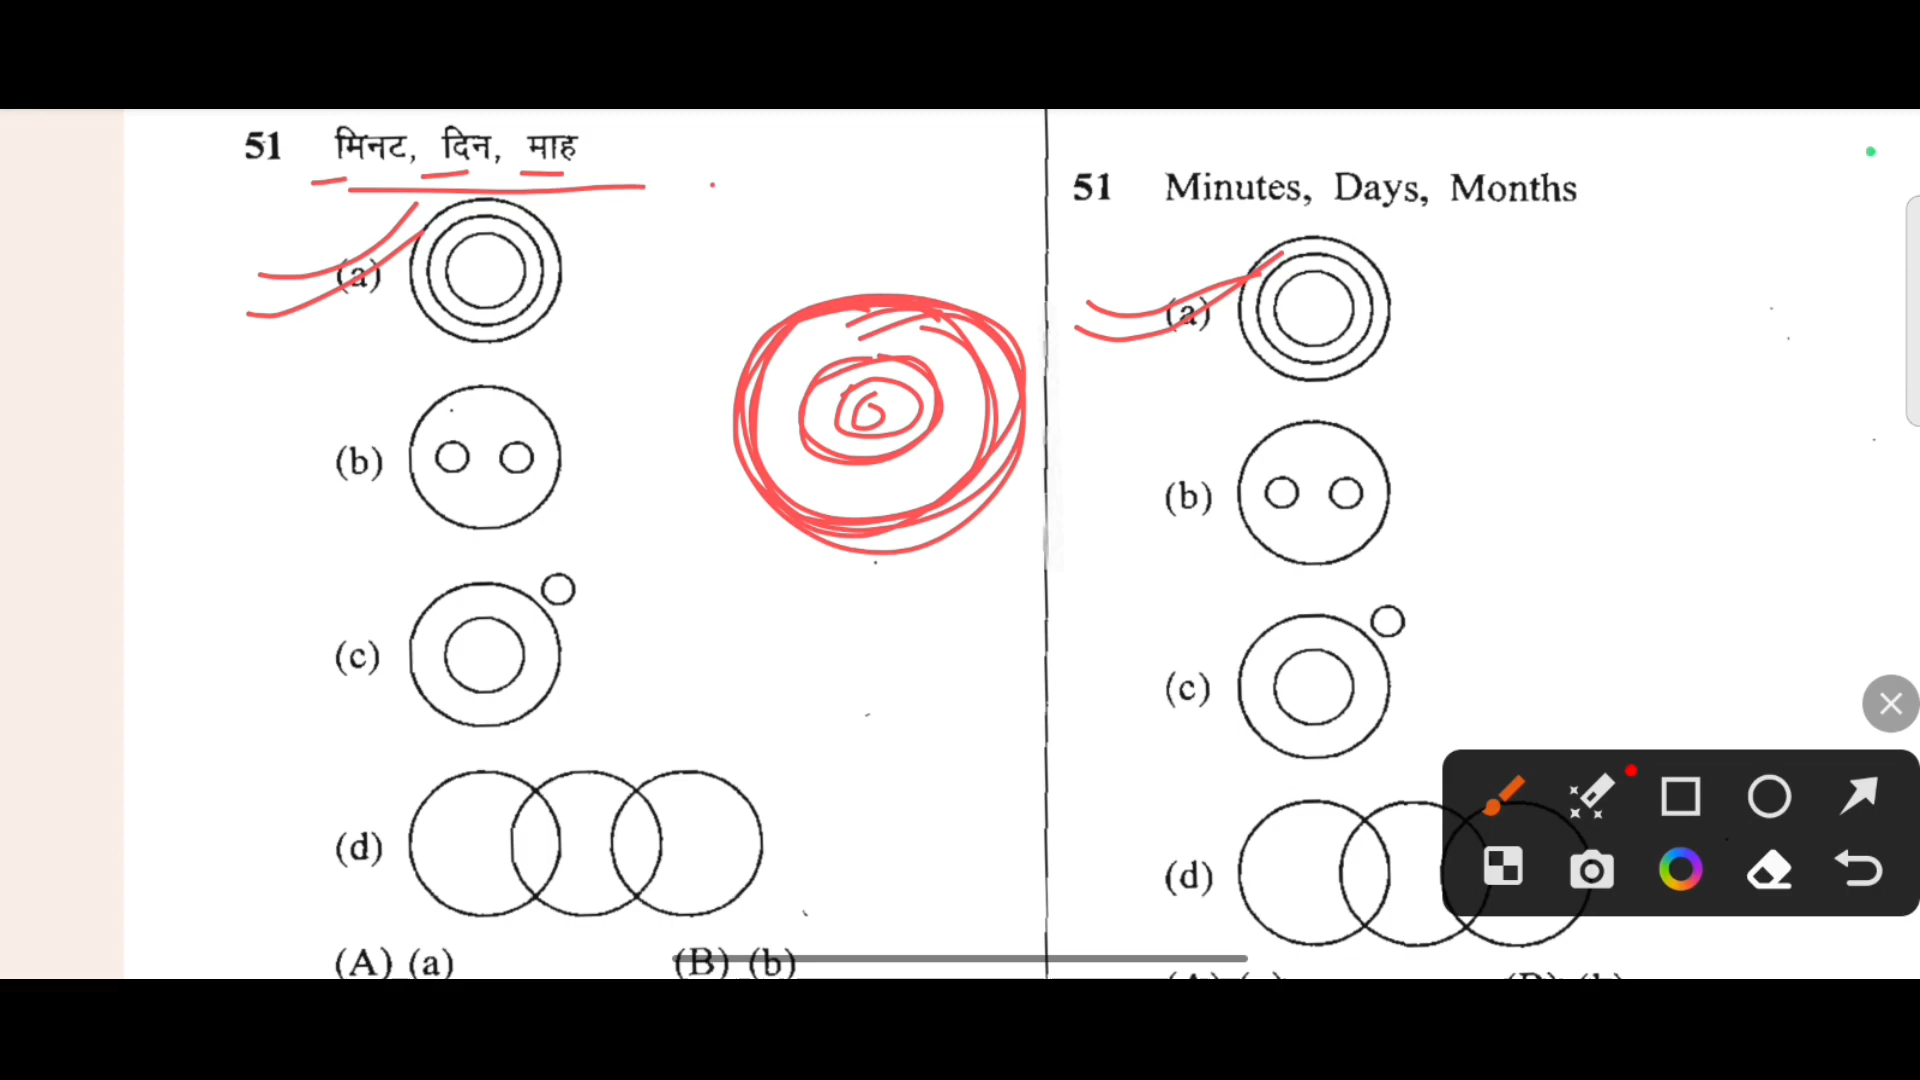 51 मिनट, दिन, माह
(a)
(b)
(c)
(d)
(A) (a) (B) (b)
51 Minutes, Days, Months
(a)
(b)
(c)
(d)